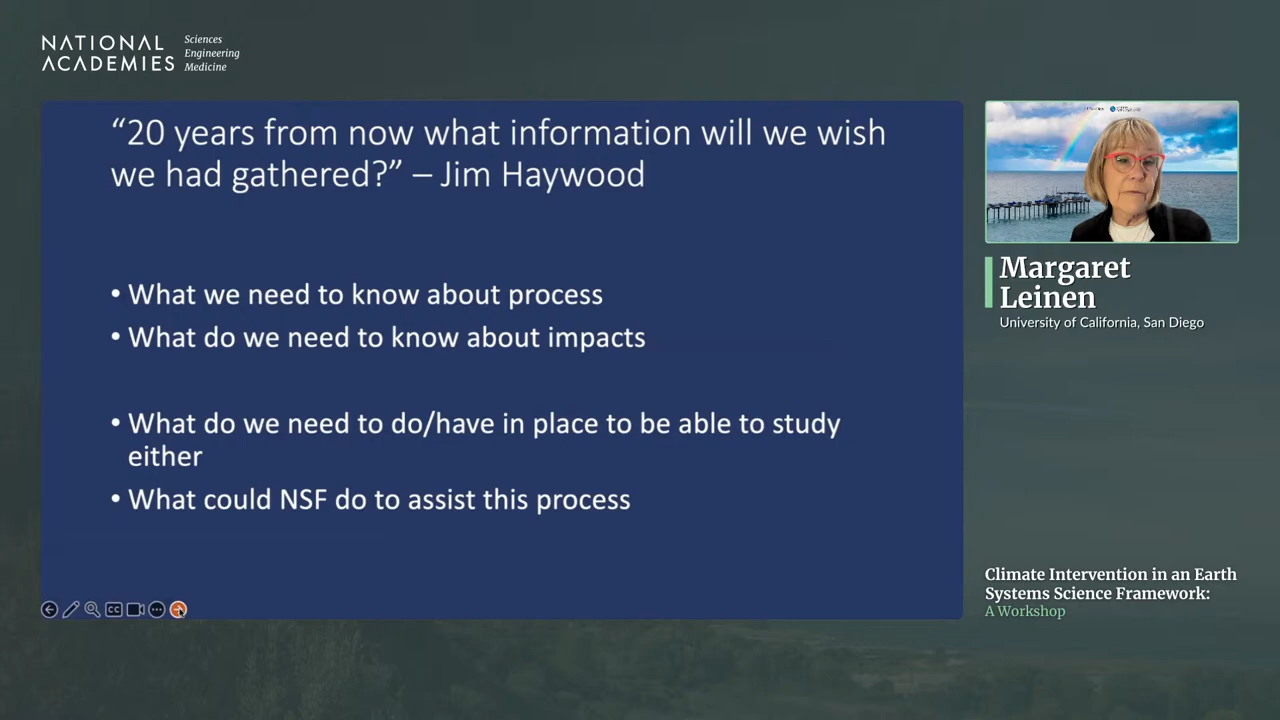 NATIONAL
ACADEMIES
Sciences
Engineering
Medicine
“20 years from now what information will we wish
we had gathered?” – Jim Haywood
• What we need to know about process
• What do we need to know about impacts
• What do we need to do/have in place to be able to study
either
• What could NSF do to assist this process
CC
Margaret
Leinen
University of California, San Diego
Climate Intervention in an Earth
Systems Science Framework:
A Workshop